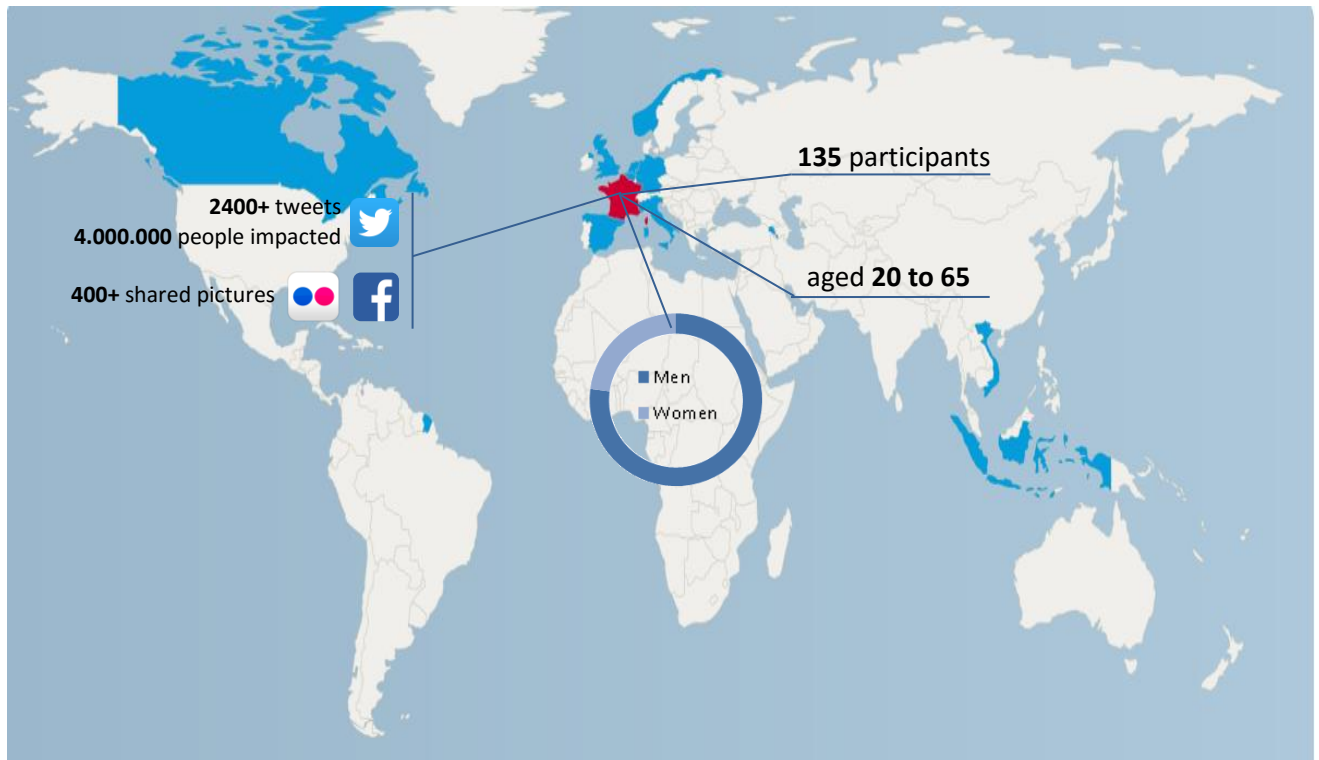 135 participants
2400+ tweets
4.000.000 people impacted
aged 20 to 65
400+ shared pictures
Men
Women